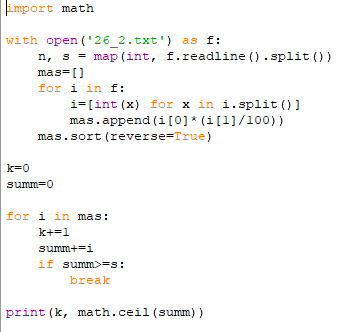 import math

with open('26_2.txt') as f:
    n, s = map(int, f.readline().split())
    mas=[]
    for i in f:
        i=[int(x) for x in i.split()]
        mas.append(i[0]*(i[1]/100))
    mas.sort(reverse=True)

k=0
summ=0

for i in mas:
    k+=1
    summ+=i
    if summ>=s:
        break

print(k, math.ceil(summ))